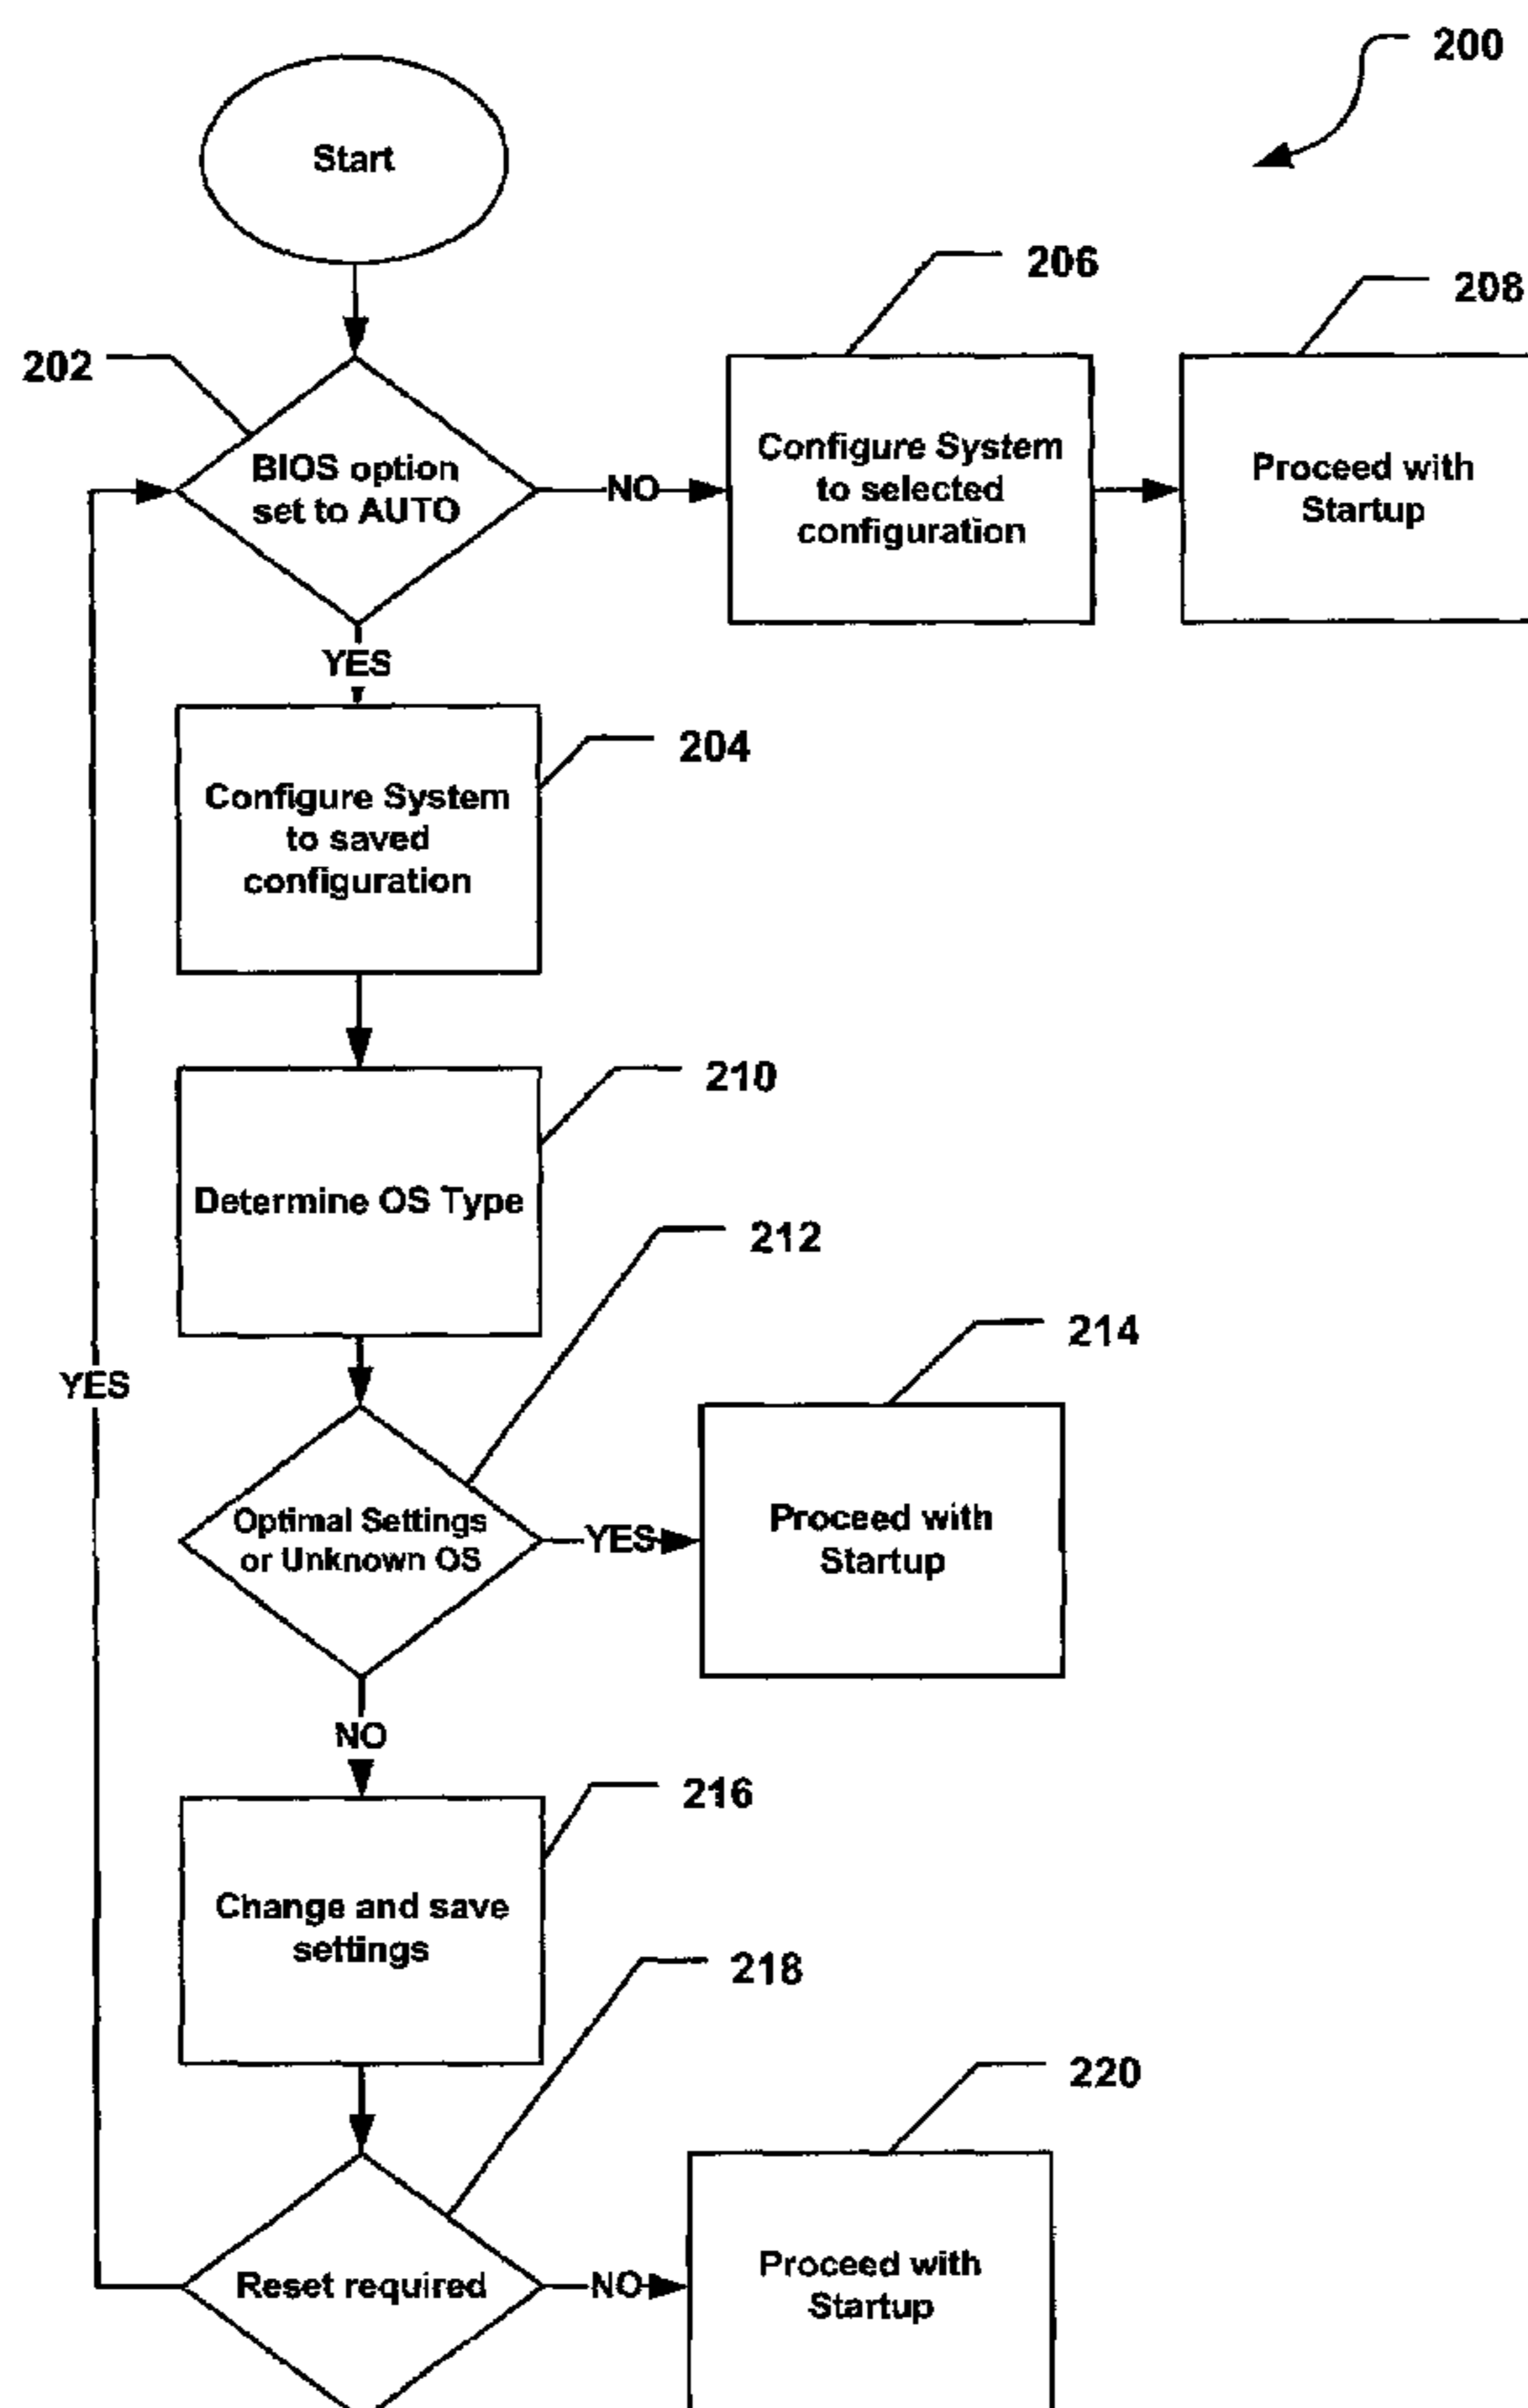 200
Start
206
208
202
BIOS option
set to AUTO
NO
Configure System
to selected
configuration
Proceed with
Startup
YES
204
Configure System
to saved
configuration
210
Determine OS Type
212
214
YES
Optimal Settings
or Unknown OS
YES
Proceed with
Startup
NO
216
Change and save
settings
218
220
Reset required
NO
Proceed with
Startup